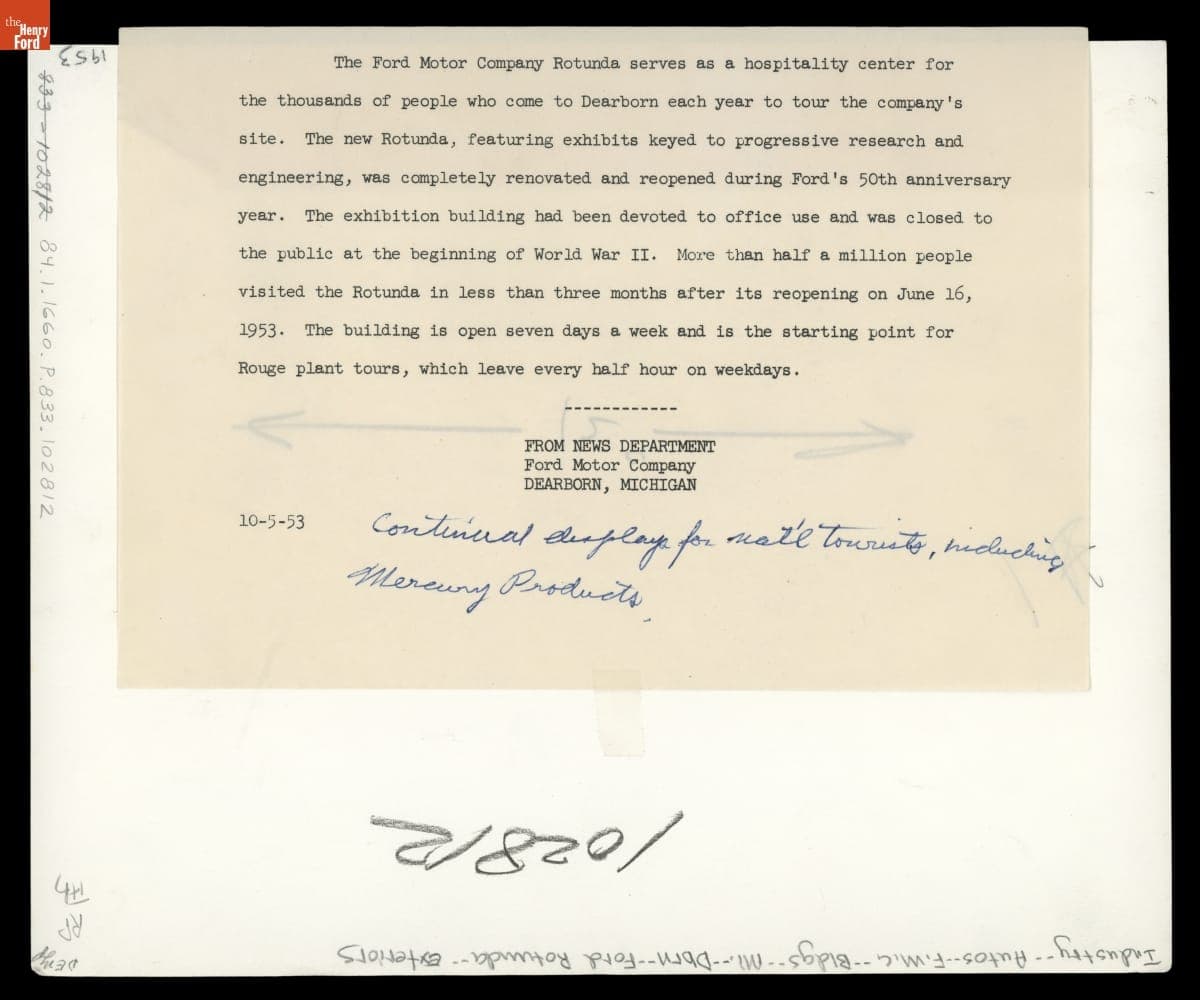 the
Henry
Ford
1953
833-102812 84.1.1660.P.833.102812
The Ford Motor Company Rotunda serves as a hospitality center for
the thousands of people who come to Dearborn each year to tour the company's
site. The new Rotunda, featuring exhibits keyed to progressive research and
engineering, was completely renovated and reopened during Ford's 50th anniversary
year. The exhibition building had been devoted to office use and was closed to
the public at the beginning of World War II. More than half a million people
visited the Rotunda in less than three months after its reopening on June 16,
1953. The building is open seven days a week and is the starting point for
Rouge plant tours, which leave every half hour on weekdays.
------------
FROM NEWS DEPARTMENT
Ford Motor Company
DEARBORN, MICHIGAN
10-5-53
Continual displays for nat'l tourists, including
Mercury Products.
102812
Industry--Autos--F.M.C.--Bldgs--MI.--Dbrn--Ford Rotunda--Exteriors